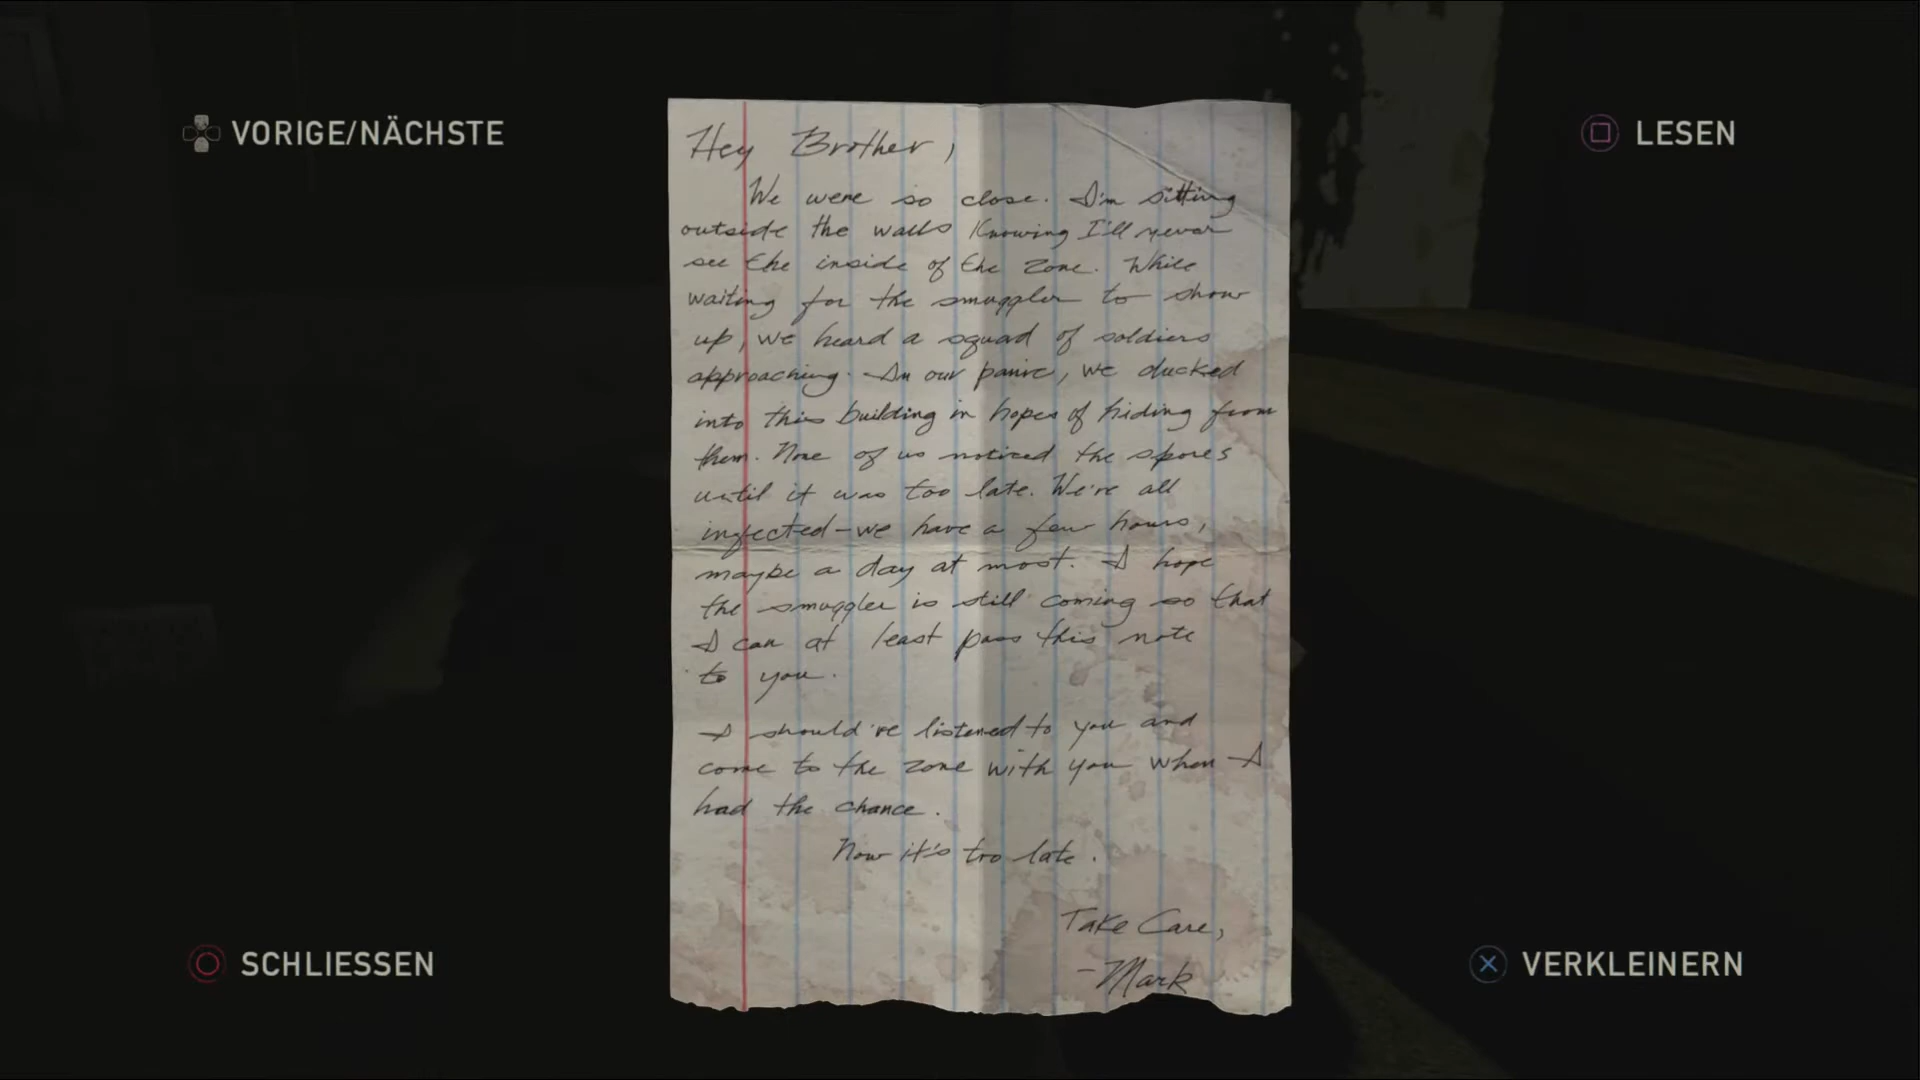 VORIGE/NÄCHSTE
LESEN
Hey Brother,
We were so close. I'm sitting
outside the walls knowing I'll never
see the inside of the zone. While
waiting for the smuggler to show
up, we heard a squad of soldiers
approaching. In our panic, we ducked
into this building in hopes of hiding from
them. None of us noticed the spores
until it was too late. We're all
infected-we have a few hours,
maybe a day at most. I hope
the smuggler is still coming so that
I can at least pass this note
to you.
I should've listened to you and
come to the zone with you when I
had the chance.
Now it's too late.
Take Care,
-Mark
SCHLIESSEN
VERKLEINERN